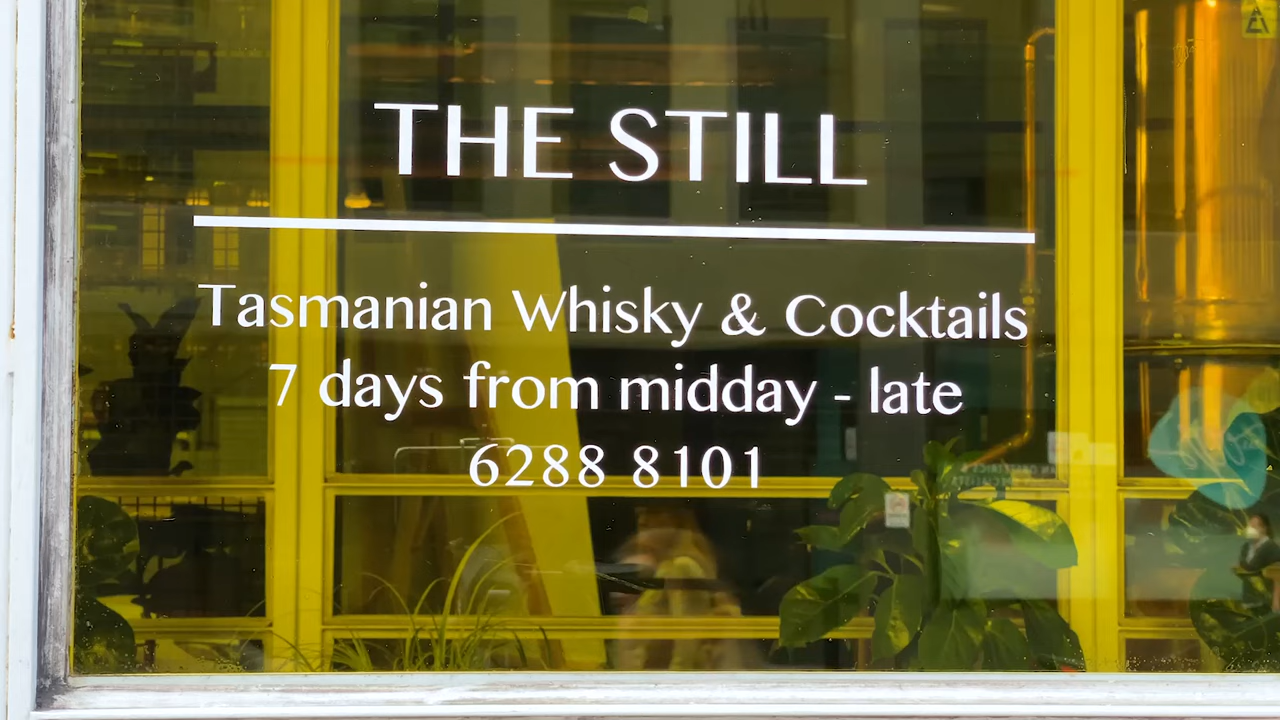 THE STILL
Tasmanian Whisky & Cocktails
7 days from midday - late
6288 8101